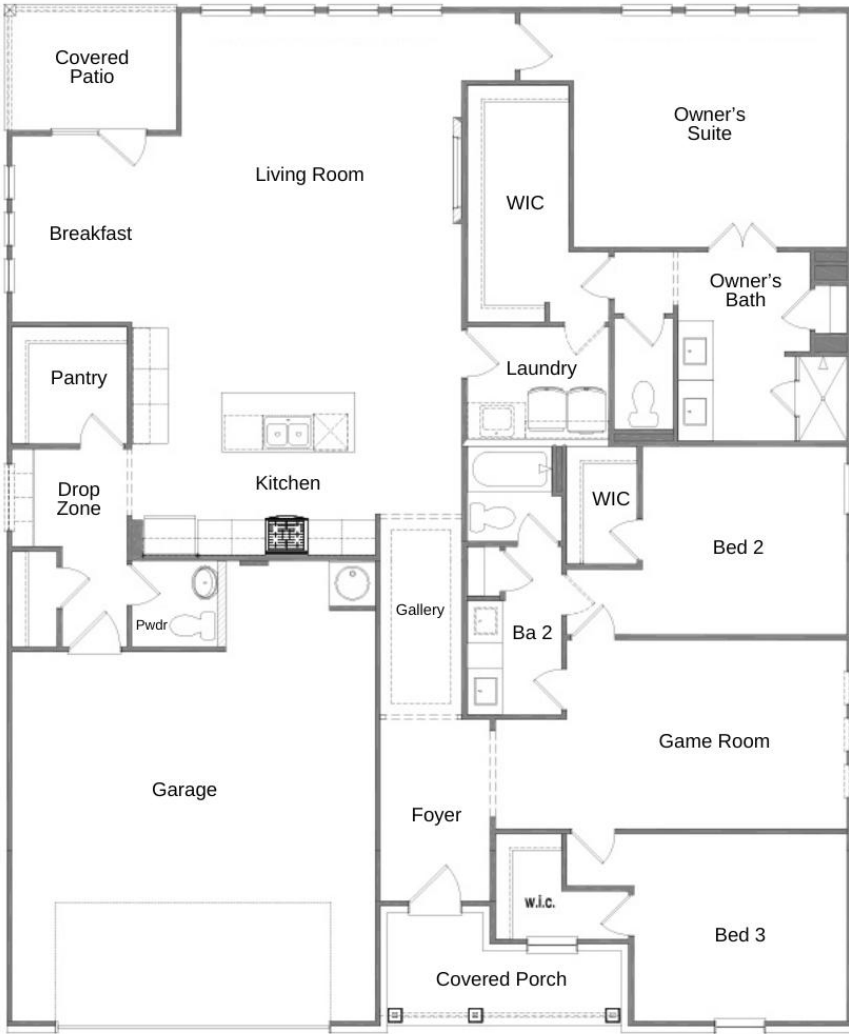 Covered
Patio
Owner's
Suite
Living Room
WIC
Breakfast
Owner's
Bath
Laundry
Pantry
Kitchen
Drop
Zone
WIC
Bed 2
Gallery
Pwdr
Ba 2
Game Room
Garage
Foyer
w.i.c.
Bed 3
Covered Porch